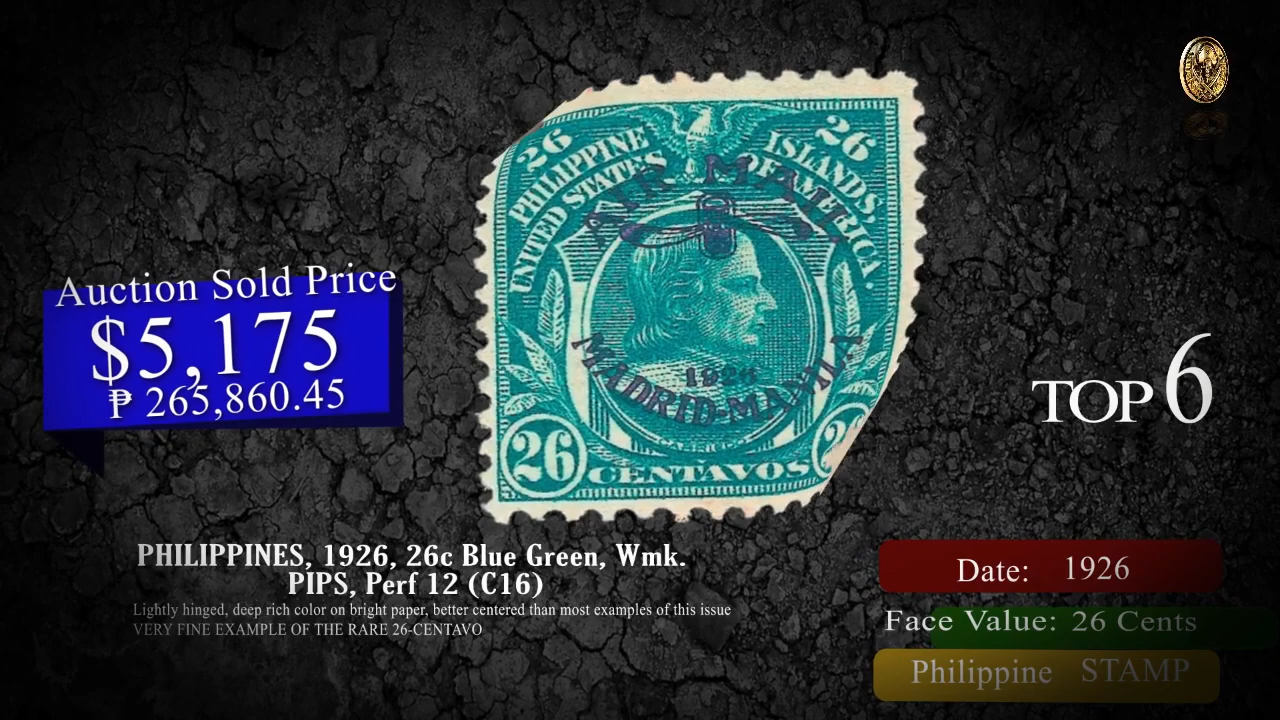 26
26
PHILIPPINE ISLANDS,
UNITED STATES OF AMERICA.
AIR MAIL
1926
MADRID-MANILA
26 CENTAVOS 26
Auction Sold Price
$5,175
₱ 265,860.45
TOP 6
PHILIPPINES, 1926, 26c Blue Green, Wmk.
PIPS, Perf 12 (C16)
Lightly hinged, deep rich color on bright paper, better centered than most examples of this issue
VERY FINE EXAMPLE OF THE RARE 26-CENTAVO
Date: 1926
Face Value: 26 Cents
Philippine STAMP